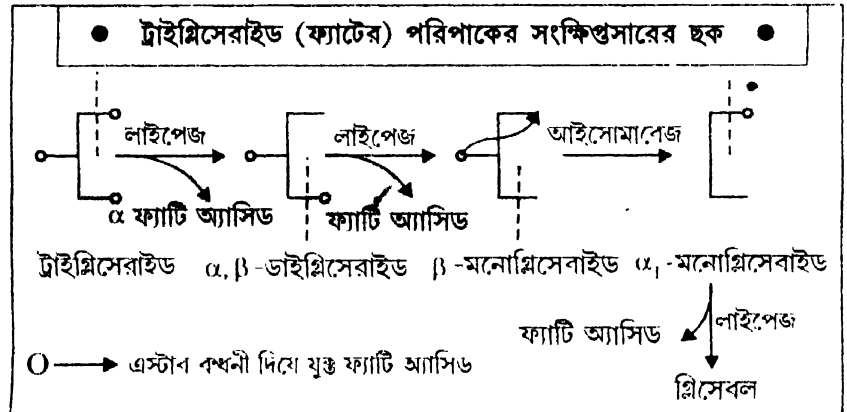 ● ট্রাইগ্লিসেরাইড (ফ্যাটের) পরিপাকের সংক্ষিপ্তসারের ছক ●
লাইপেজ লাইপেজ আইসোমারেজ
α ফ্যাটি অ্যাসিড ফ্যাটি অ্যাসিড
ট্রাইগ্লিসেরাইড α, β -ডাইগ্লিসেরাইড β -মনোগ্লিসেরাইড α₁ -মনোগ্লিসেরাইড
ফ্যাটি অ্যাসিড লাইপেজ
O → এস্টার বন্ধনী দিয়ে যুক্ত ফ্যাটি অ্যাসিড
গ্লিসেরল